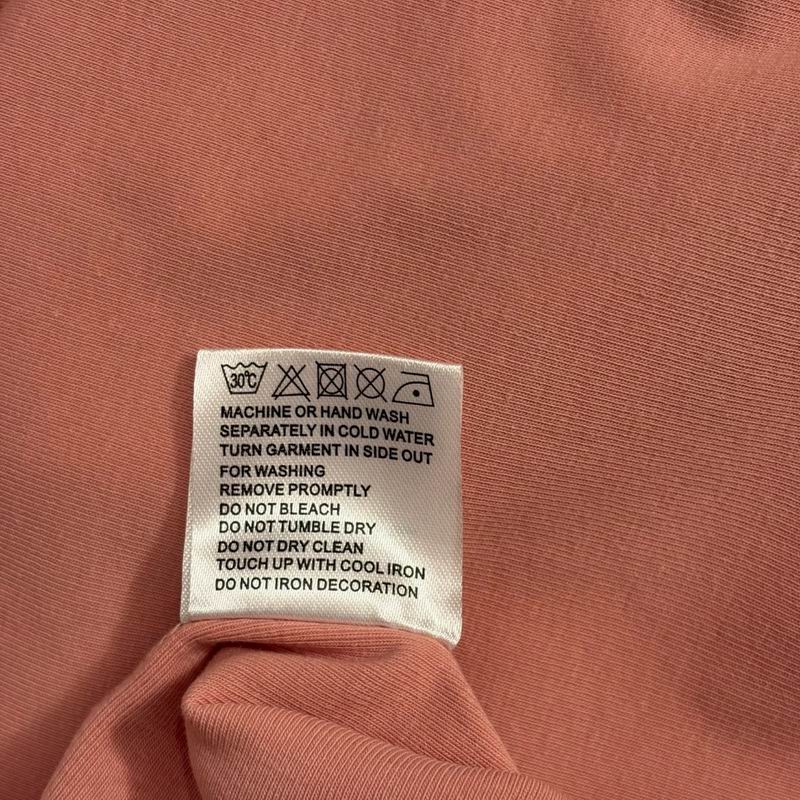 30°C
MACHINE OR HAND WASH
SEPARATELY IN COLD WATER
TURN GARMENT IN SIDE OUT
FOR WASHING
REMOVE PROMPTLY
DO NOT BLEACH
DO NOT TUMBLE DRY
DO NOT DRY CLEAN
TOUCH UP WITH COOL IRON
DO NOT IRON DECORATION